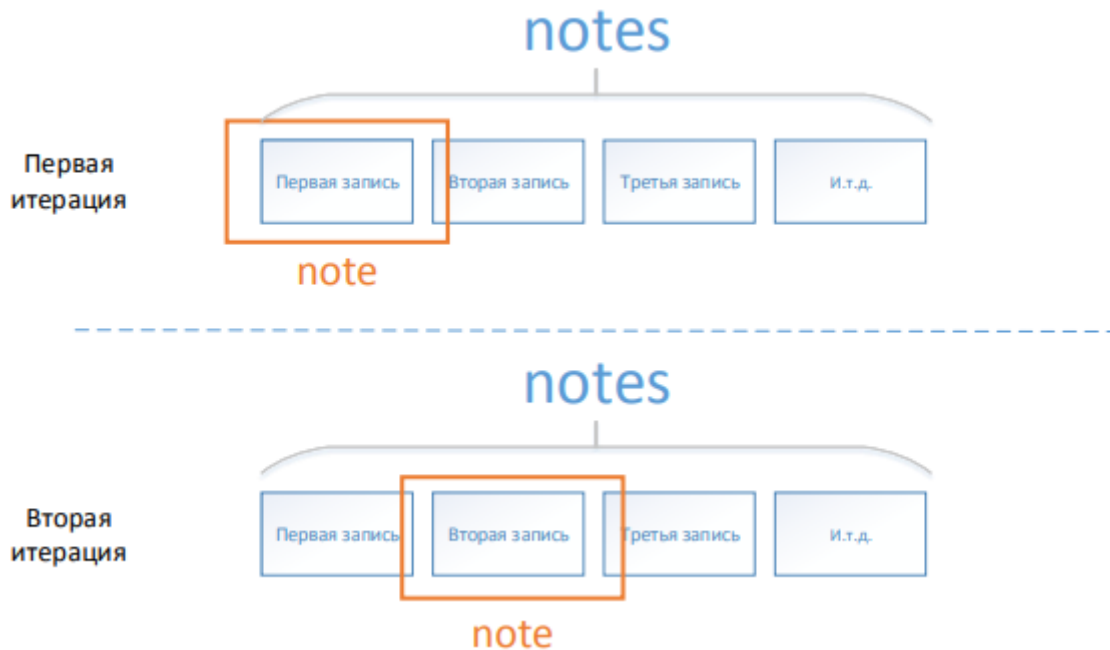 notes
Первая
итерация
Первая запись
Вторая запись
Третья запись
И.т.д.
note
notes
Вторая
итерация
Первая запись
Вторая запись
Третья запись
И.т.д.
note